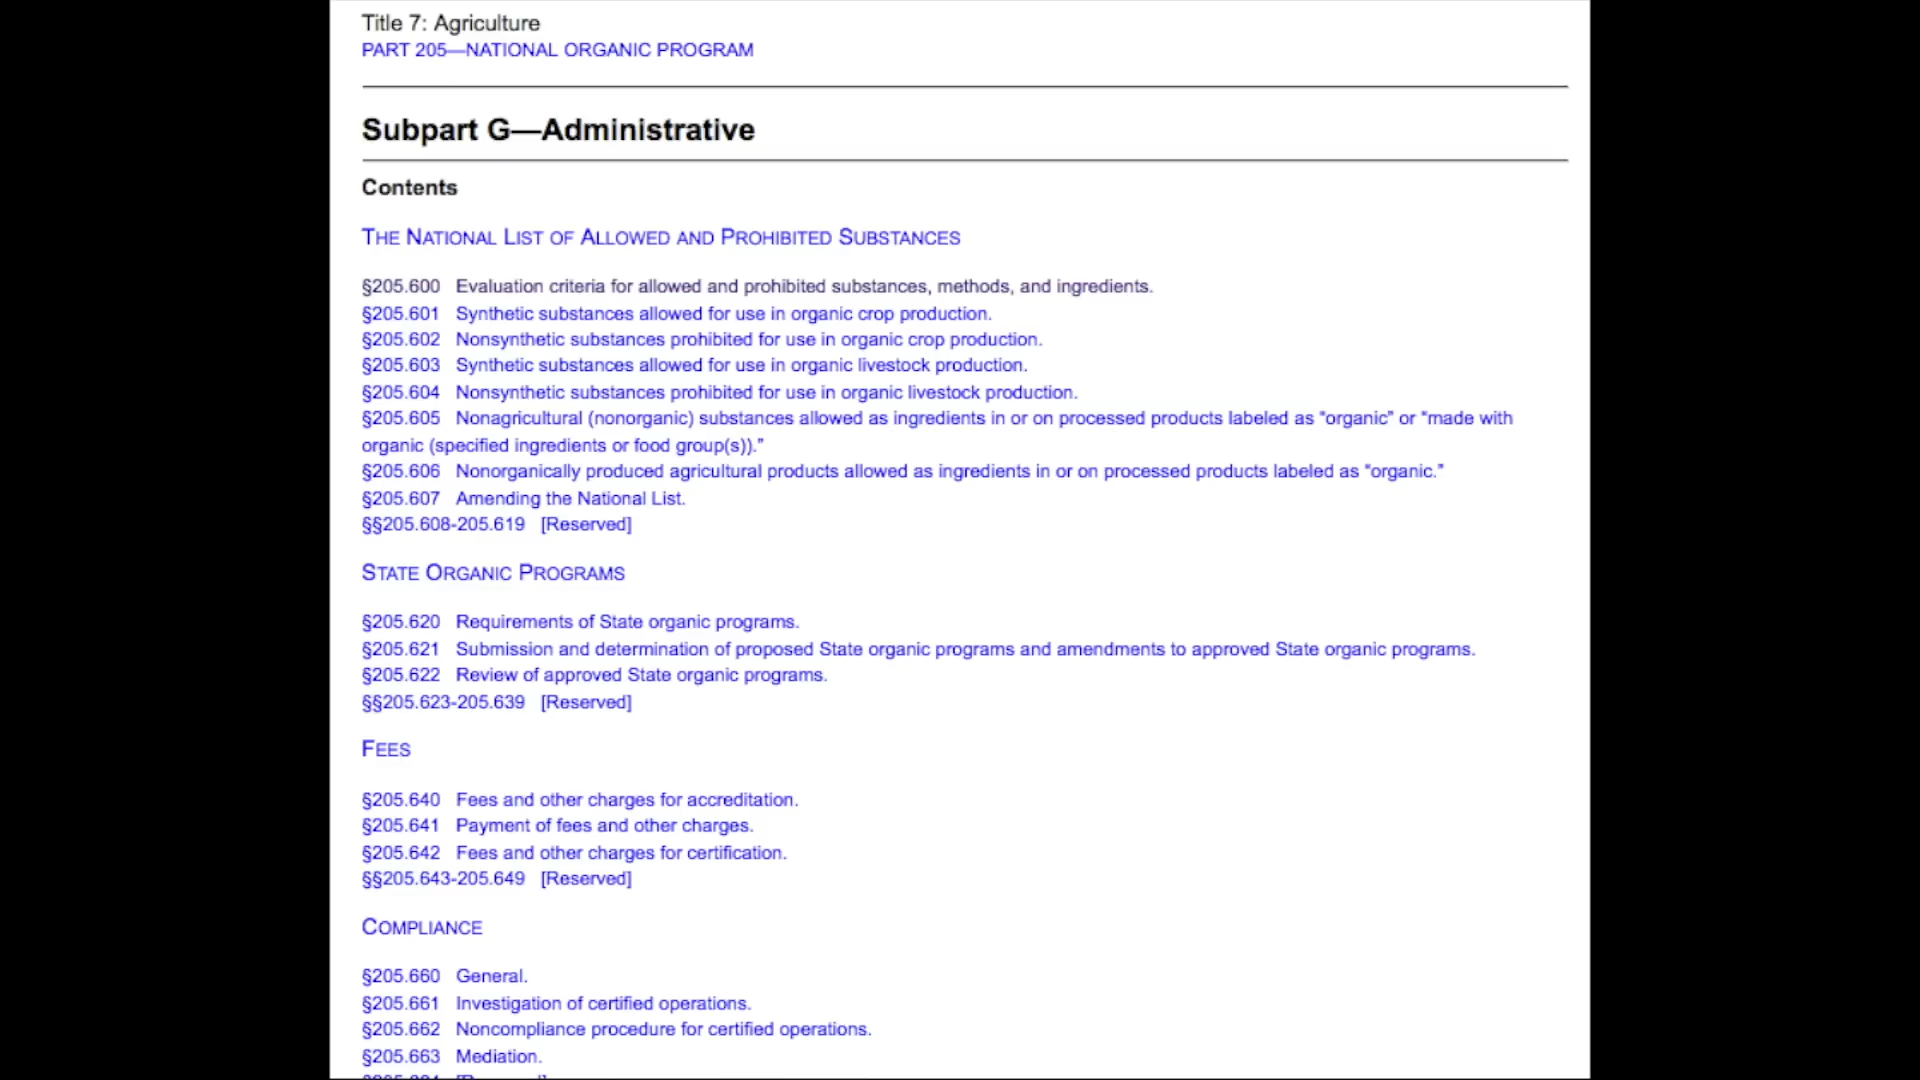 Title 7: Agriculture
PART 205—NATIONAL ORGANIC PROGRAM
Subpart G—Administrative
Contents
THE NATIONAL LIST OF ALLOWED AND PROHIBITED SUBSTANCES
§205.600 Evaluation criteria for allowed and prohibited substances, methods, and ingredients.
§205.601 Synthetic substances allowed for use in organic crop production.
§205.602 Nonsynthetic substances prohibited for use in organic crop production.
§205.603 Synthetic substances allowed for use in organic livestock production.
§205.604 Nonsynthetic substances prohibited for use in organic livestock production.
§205.605 Nonagricultural (nonorganic) substances allowed as ingredients in or on processed products labeled as “organic” or “made with
organic (specified ingredients or food group(s)).”
§205.606 Nonorganically produced agricultural products allowed as ingredients in or on processed products labeled as “organic.”
§205.607 Amending the National List.
§§205.608-205.619 [Reserved]
STATE ORGANIC PROGRAMS
§205.620 Requirements of State organic programs.
§205.621 Submission and determination of proposed State organic programs and amendments to approved State organic programs.
§205.622 Review of approved State organic programs.
§§205.623-205.639 [Reserved]
FEES
§205.640 Fees and other charges for accreditation.
§205.641 Payment of fees and other charges.
§205.642 Fees and other charges for certification.
§§205.643-205.649 [Reserved]
COMPLIANCE
§205.660 General.
§205.661 Investigation of certified operations.
§205.662 Noncompliance procedure for certified operations.
§205.663 Mediation.